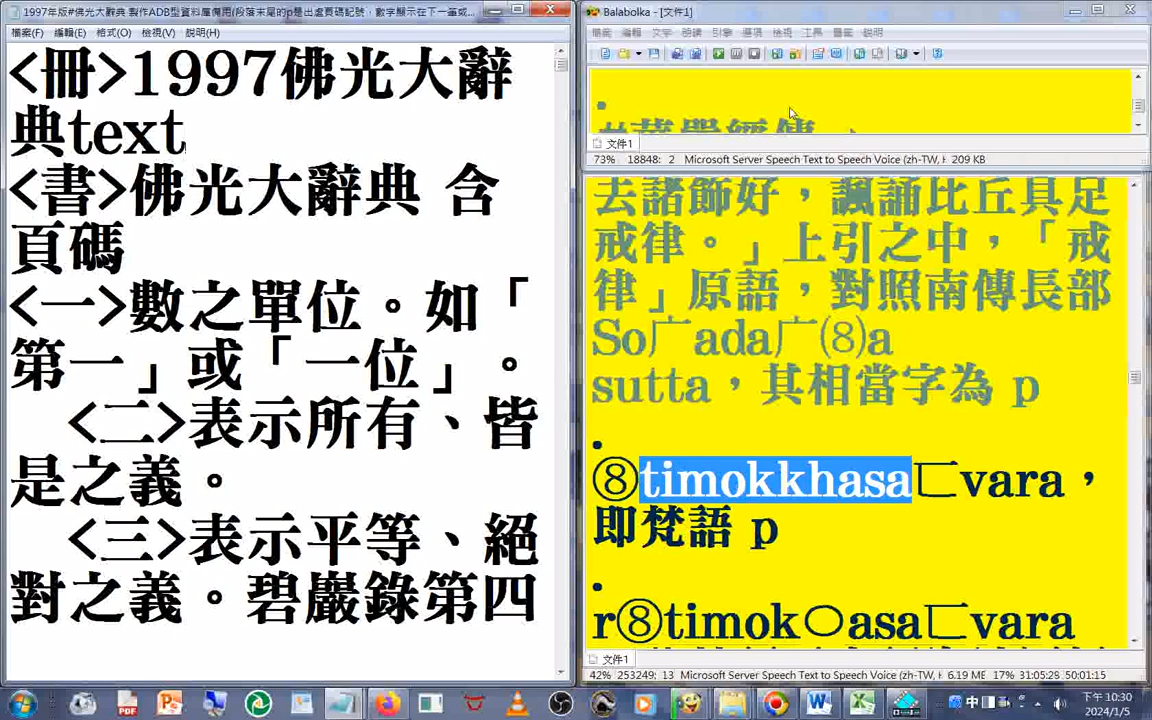 1997年版#佛光大辭典 製作ADB型資料庫備用(段落末尾的p是出處頁碼記號，數字顯示在下一筆或...
檔案(F) 編輯(E) 格式(O) 檢視(V) 說明(H)
<冊>1997佛光大辭
典text
<書>佛光大辭典 含
頁碼
<一>數之單位。如「
第一」或「一位」。
<二>表示所有、皆
是之義。
<三>表示平等、絕
對之義。碧巖錄第四
Balabolka - [文件1]
檔案 編輯 文字 朗讀 引擎 選項 檢視 工具 圖案 說明
文件1
73% 18848: 2 Microsoft Server Speech Text to Speech Voice (zh-TW, H 209 KB
去諸飾好，諷誦比丘具足
戒律。」上引之中，「戒
律」原語，對照南傳長部
So广ada广⑧a
sutta，其相當字為 p
.
⑧timokkhasa匚vara，
即梵語 p
.
r⑧timok〇asa匚vara
文件1
42% 253249: 13 Microsoft Server Speech Text to Speech Voice (zh-TW, H 6.19 MB 17% 31:05:28 50:01:15
中
下午 10:30
2024/1/5